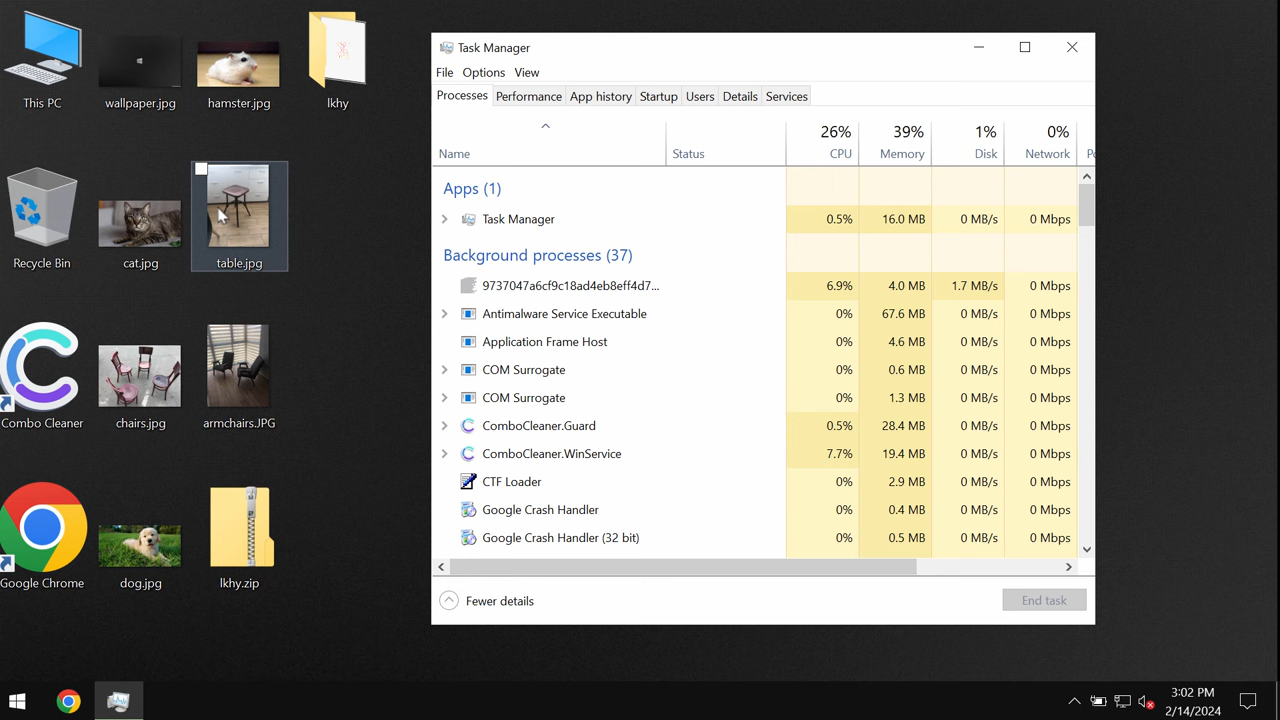 This PC
wallpaper.jpg
hamster.jpg
lkhy
Recycle Bin
cat.jpg
table.jpg
Combo Cleaner
chairs.jpg
armchairs.JPG
Google Chrome
dog.jpg
lkhy.zip
Task Manager
File Options View
Processes Performance App history Startup Users Details Services
26% 39% 1% 0%
Name Status CPU Memory Disk Network Po
Apps (1)
Task Manager 0.5% 16.0 MB 0 MB/s 0 Mbps
Background processes (37)
9737047a6cf9c18ad4eb8eff4d7... 6.9% 4.0 MB 1.7 MB/s 0 Mbps
Antimalware Service Executable 0% 67.6 MB 0 MB/s 0 Mbps
Application Frame Host 0% 4.6 MB 0 MB/s 0 Mbps
COM Surrogate 0% 0.6 MB 0 MB/s 0 Mbps
COM Surrogate 0% 1.3 MB 0 MB/s 0 Mbps
ComboCleaner.Guard 0.5% 28.4 MB 0 MB/s 0 Mbps
ComboCleaner.WinService 7.7% 19.4 MB 0 MB/s 0 Mbps
CTF Loader 0% 2.9 MB 0 MB/s 0 Mbps
Google Crash Handler 0% 0.4 MB 0 MB/s 0 Mbps
Google Crash Handler (32 bit) 0% 0.5 MB 0 MB/s 0 Mbps
Fewer details End task
3:02 PM
2/14/2024